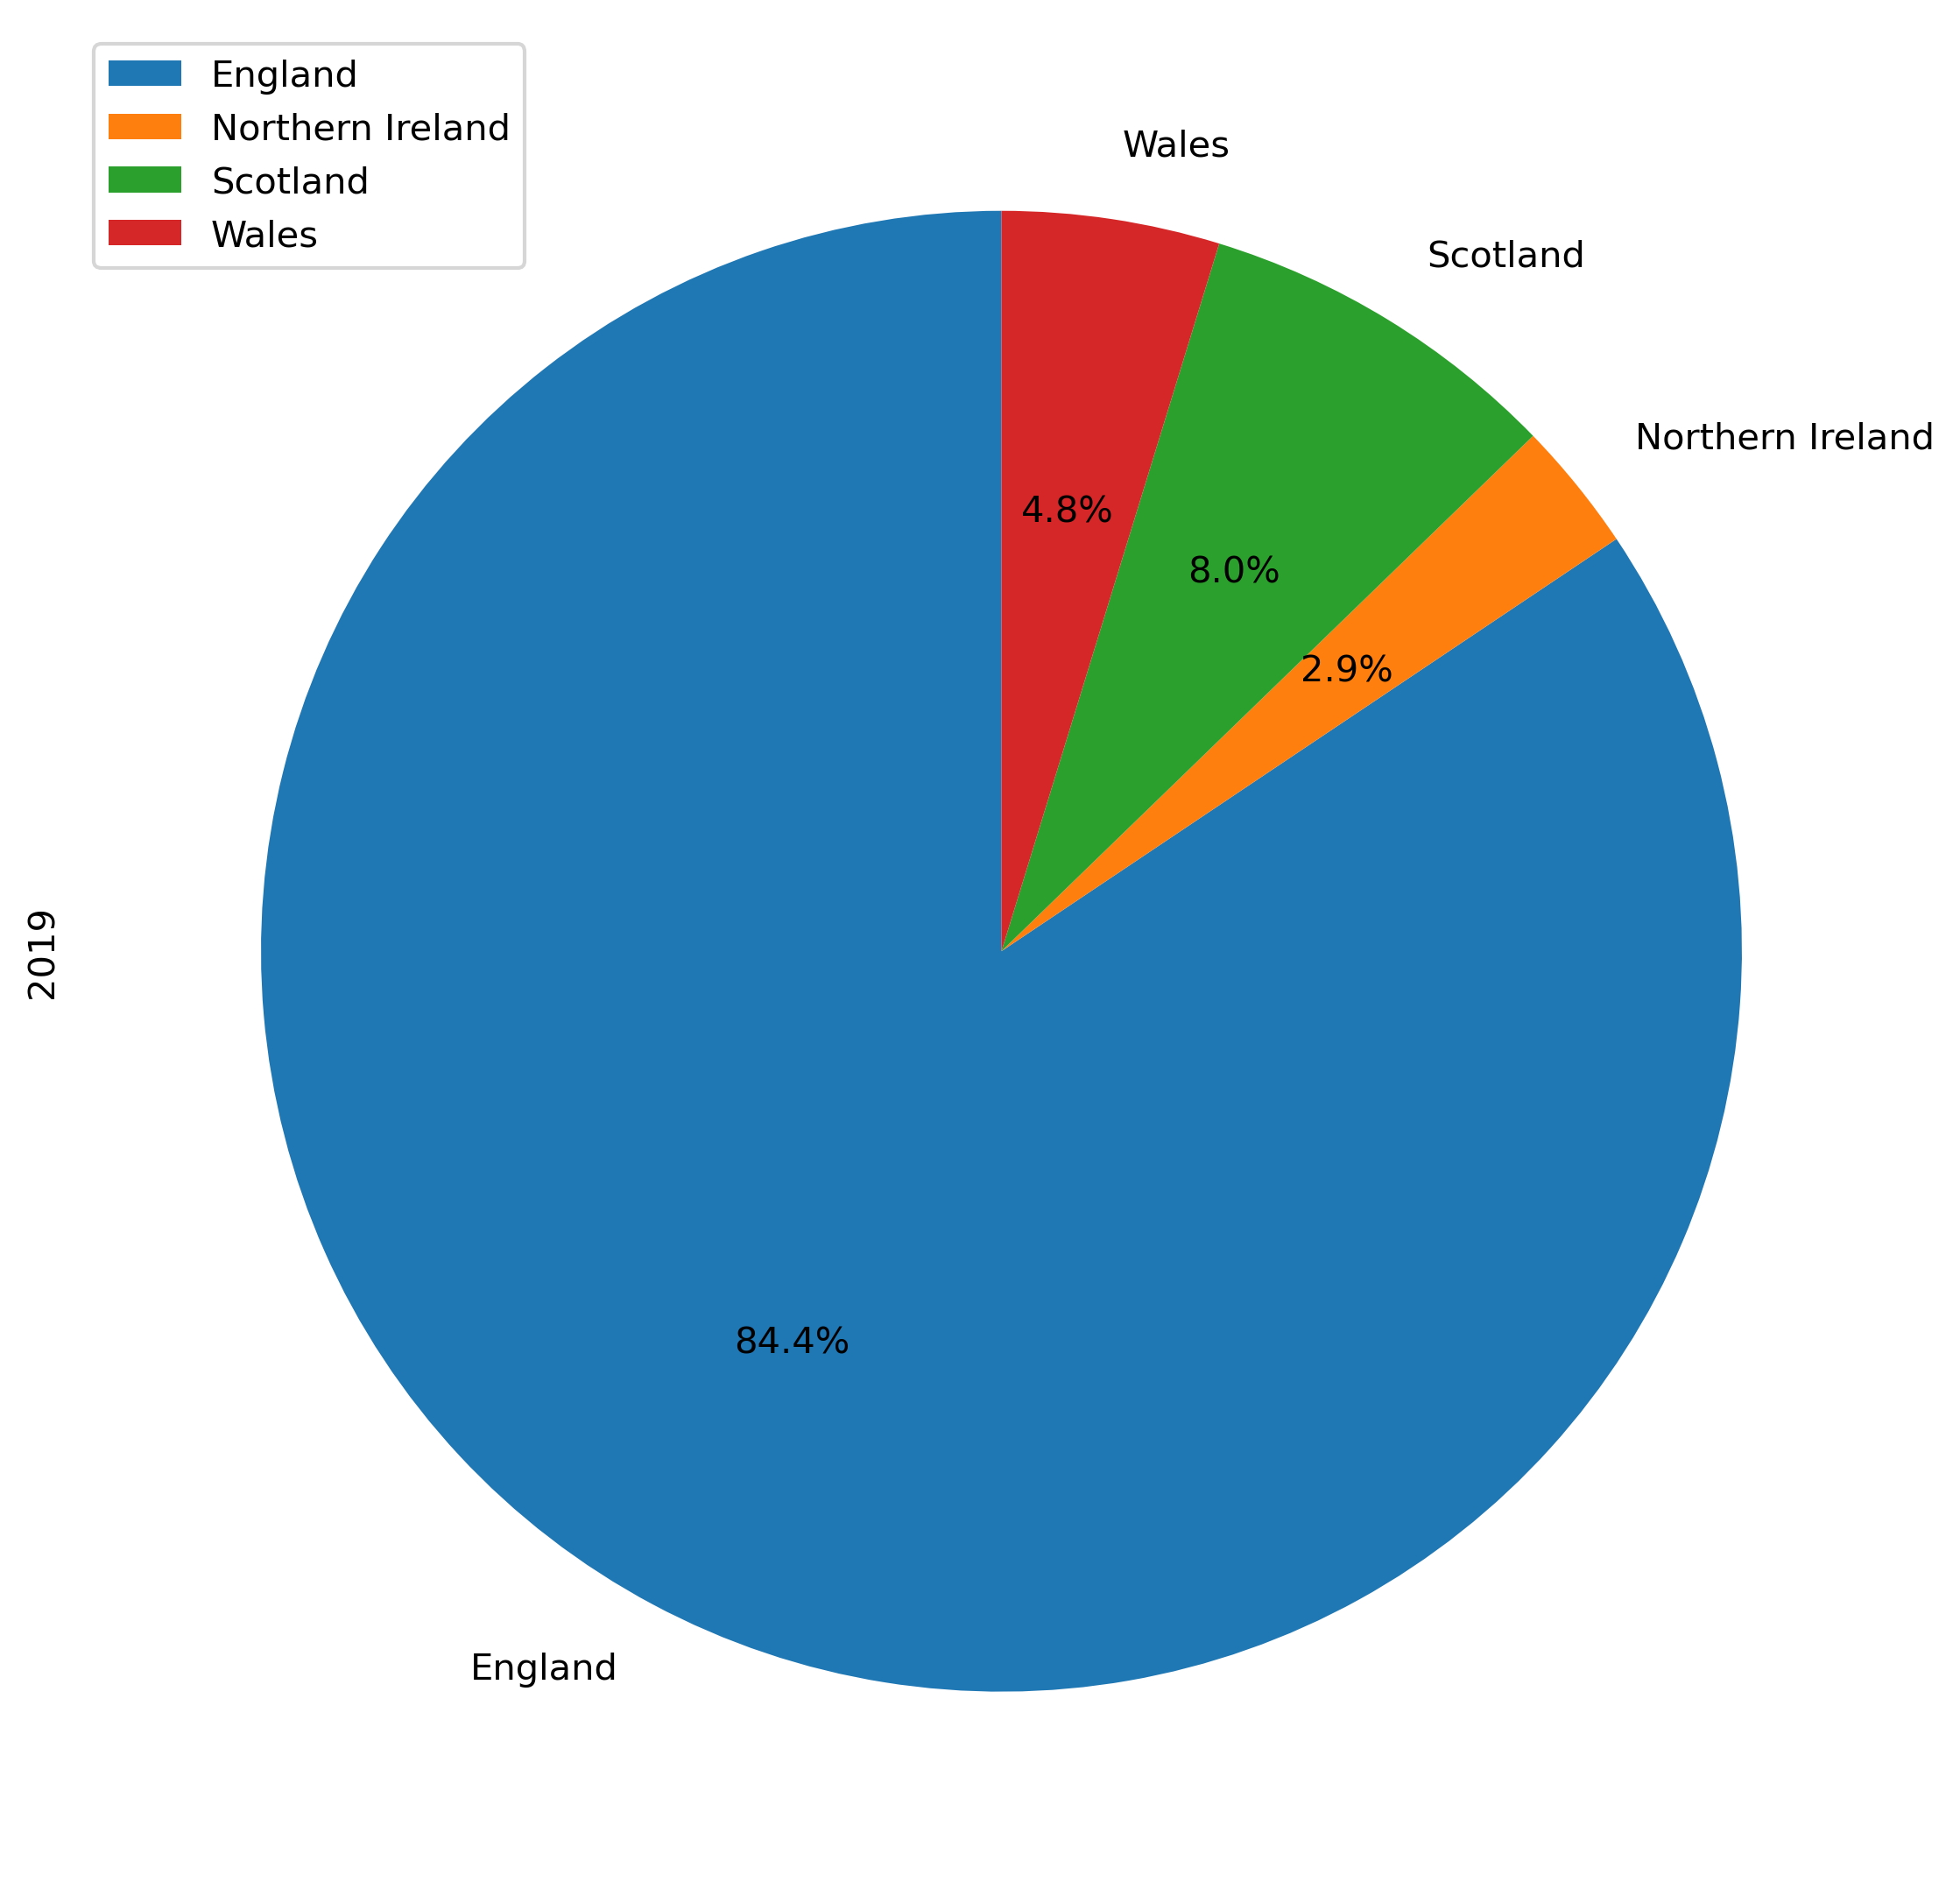 England
Northern Ireland
Scotland
Wales
Wales
Scotland
Northern Ireland
4.8%
8.0%
2.9%
2019
84.4%
England